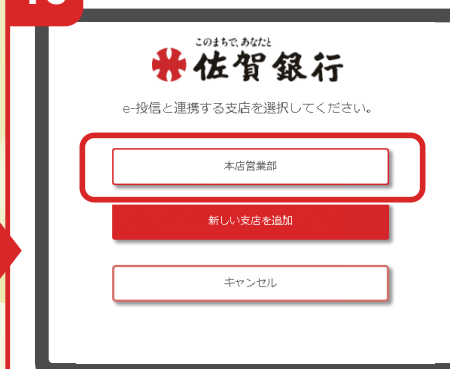 このまちで、あなたと
佐賀銀行
e-投信と連携する支店を選択してください。
本店営業部
新しい支店を追加
キャンセル